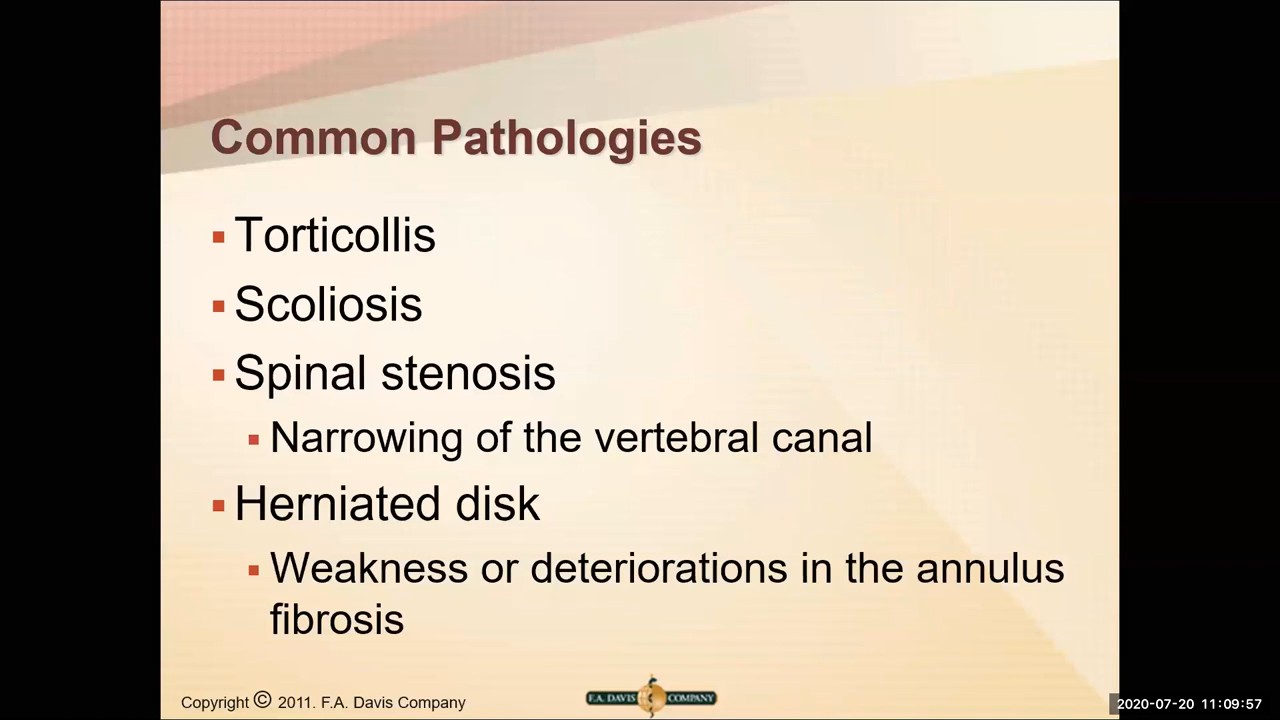 Common Pathologies
▪ Torticollis
▪ Scoliosis
▪ Spinal stenosis
▪ Narrowing of the vertebral canal
▪ Herniated disk
▪ Weakness or deteriorations in the annulus
fibrosis
Copyright © 2011. F.A. Davis Company
F.A. DAVIS COMPANY
2020-07-20 11:09:57